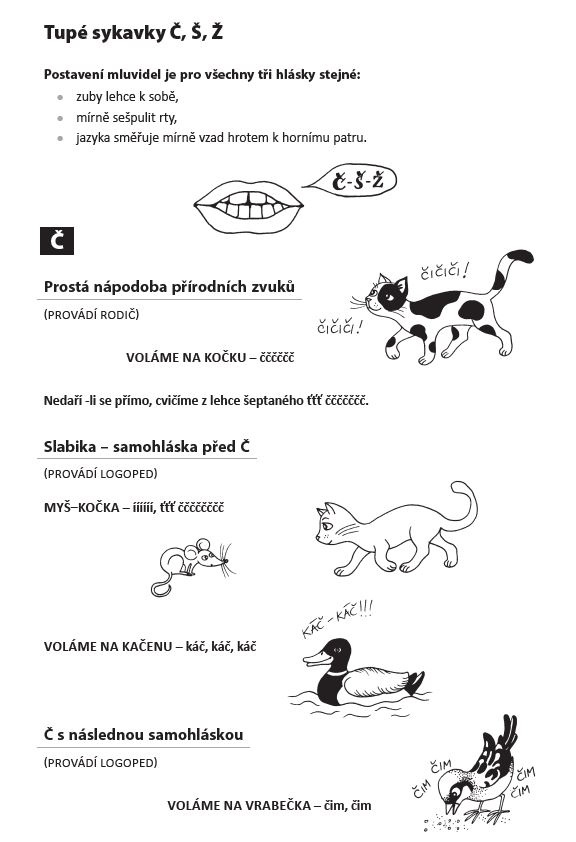 Tupé sykavky Č, Š, Ž
Postavení mluvidel je pro všechny tři hlásky stejné:
• zuby lehce k sobě,
• mírně sešpulit rty,
• jazyka směřuje mírně vzad hrotem k hornímu patru.
Č-Š-Ž
Č
Prostá nápodoba přírodních zvuků
(PROVÁDÍ RODIČ)
ČIČIČI!
ČIČIČI!
VOLÁME NA KOČKU – čččččč
Nedaří -li se přímo, cvičíme z lehce šeptaného ťťť ččččččč.
Slabika – samohláska před Č
(PROVÁDÍ LOGOPED)
MYŠ–KOČKA – íííííí, ťťť čččččččč
KÁČ - KÁČ!!!
VOLÁME NA KAČENU – káč, káč, káč
Č s následnou samohláskou
(PROVÁDÍ LOGOPED)
ČIM
ČIM
ČIM
ČIM
VOLÁME NA VRABEČKA – čim, čim